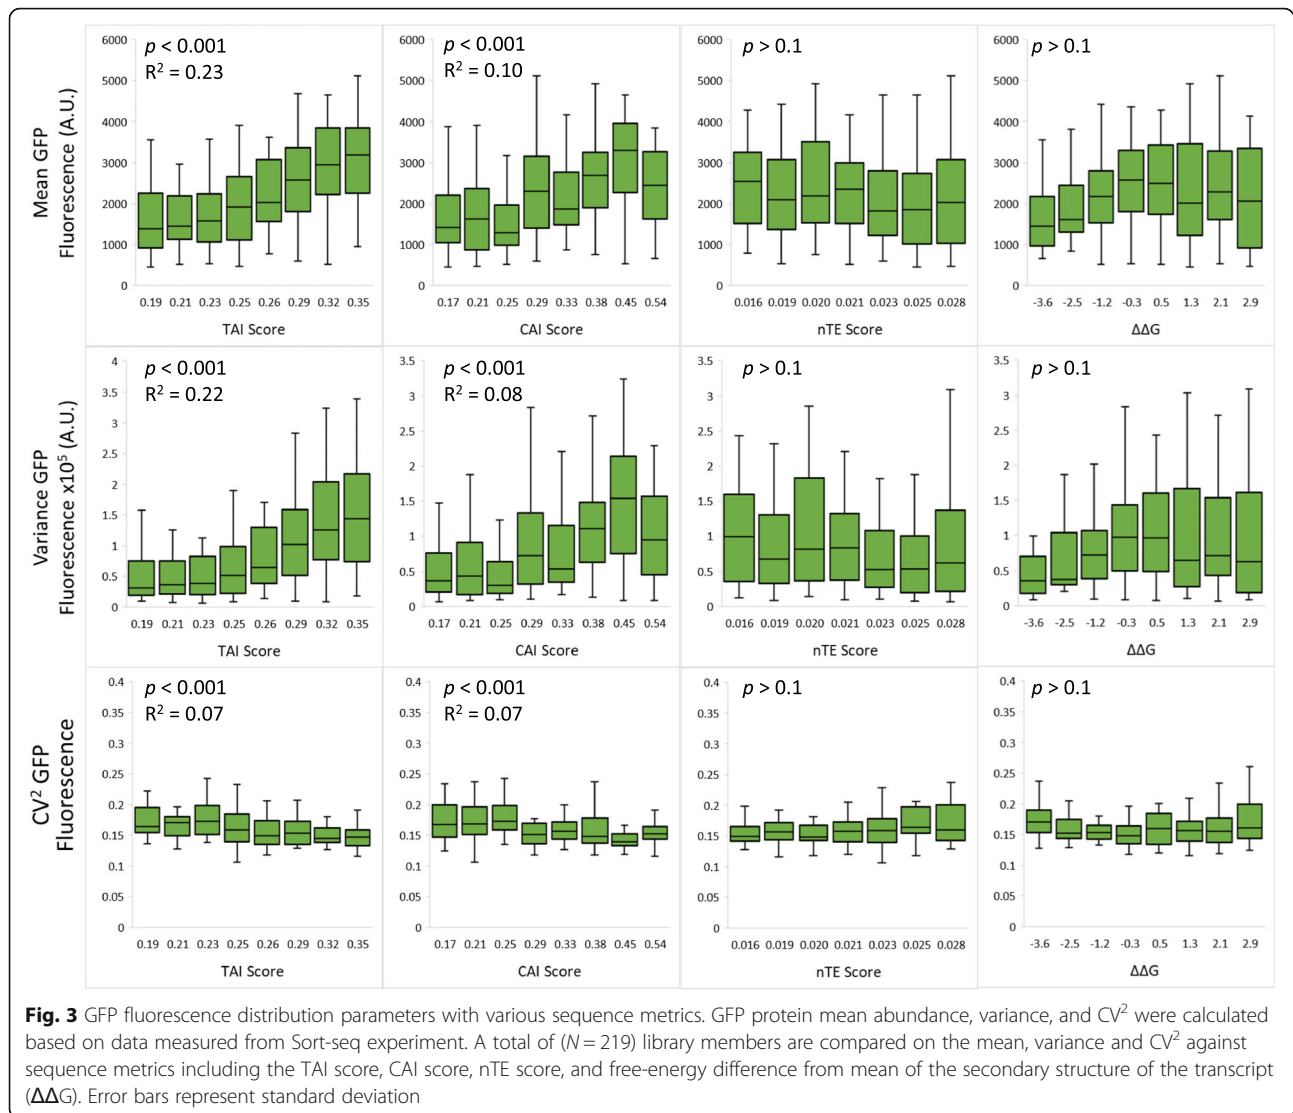 Mean GFP
Fluorescence (A.U.)
p < 0.001
R² = 0.23
6000
5000
4000
3000
2000
1000
0
0.19 0.21 0.23 0.25 0.26 0.29 0.32 0.35
TAI Score
p < 0.001
R² = 0.10
6000
5000
4000
3000
2000
1000
0
0.17 0.21 0.25 0.29 0.33 0.38 0.45 0.54
CAI Score
p > 0.1
6000
5000
4000
3000
2000
1000
0
0.016 0.019 0.020 0.021 0.023 0.025 0.028
nTE Score
p > 0.1
6000
5000
4000
3000
2000
1000
0
-3.6 -2.5 -1.2 -0.3 0.5 1.3 2.1 2.9
ΔΔG
Variance GFP
Fluorescence x10⁵ (A.U.)
p < 0.001
R² = 0.22
4
3.5
3
2.5
2
1.5
1
0.5
0
0.19 0.21 0.23 0.25 0.26 0.29 0.32 0.35
TAI Score
p < 0.001
R² = 0.08
3.5
3
2.5
2
1.5
1
0.5
0
0.17 0.21 0.25 0.29 0.33 0.38 0.45 0.54
CAI Score
p > 0.1
3.5
3
2.5
2
1.5
1
0.5
0
0.016 0.019 0.020 0.021 0.023 0.025 0.028
nTE Score
p > 0.1
3.5
3
2.5
2
1.5
1
0.5
0
-3.6 -2.5 -1.2 -0.3 0.5 1.3 2.1 2.9
ΔΔG
CV² GFP
Fluorescence
p < 0.001
R² = 0.07
0.4
0.35
0.3
0.25
0.2
0.15
0.1
0.05
0
0.19 0.21 0.23 0.25 0.26 0.29 0.32 0.35
TAI Score
p < 0.001
R² = 0.07
0.4
0.35
0.3
0.25
0.2
0.15
0.1
0.05
0
0.17 0.21 0.25 0.29 0.33 0.38 0.45 0.54
CAI Score
p > 0.1
0.4
0.35
0.3
0.25
0.2
0.15
0.1
0.05
0
0.016 0.019 0.020 0.021 0.023 0.025 0.028
nTE Score
p > 0.1
0.4
0.35
0.3
0.25
0.2
0.15
0.1
0.05
0
-3.6 -2.5 -1.2 -0.3 0.5 1.3 2.1 2.9
ΔΔG
Fig. 3 GFP fluorescence distribution parameters with various sequence metrics. GFP protein mean abundance, variance, and CV² were calculated
based on data measured from Sort-seq experiment. A total of (N = 219) library members are compared on the mean, variance and CV² against
sequence metrics including the TAI score, CAI score, nTE score, and free-energy difference from mean of the secondary structure of the transcript
(ΔΔG). Error bars represent standard deviation